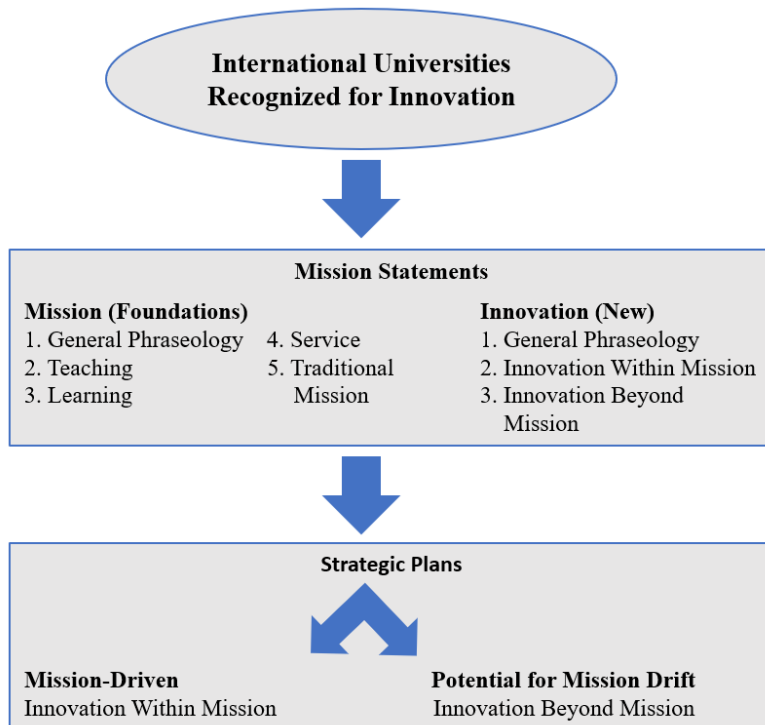 International Universities
Recognized for Innovation
Mission Statements
Mission (Foundations)
1. General Phraseology
2. Teaching
3. Learning
4. Service
5. Traditional
Mission
Innovation (New)
1. General Phraseology
2. Innovation Within Mission
3. Innovation Beyond
Mission
Strategic Plans
Mission-Driven
Innovation Within Mission
Potential for Mission Drift
Innovation Beyond Mission